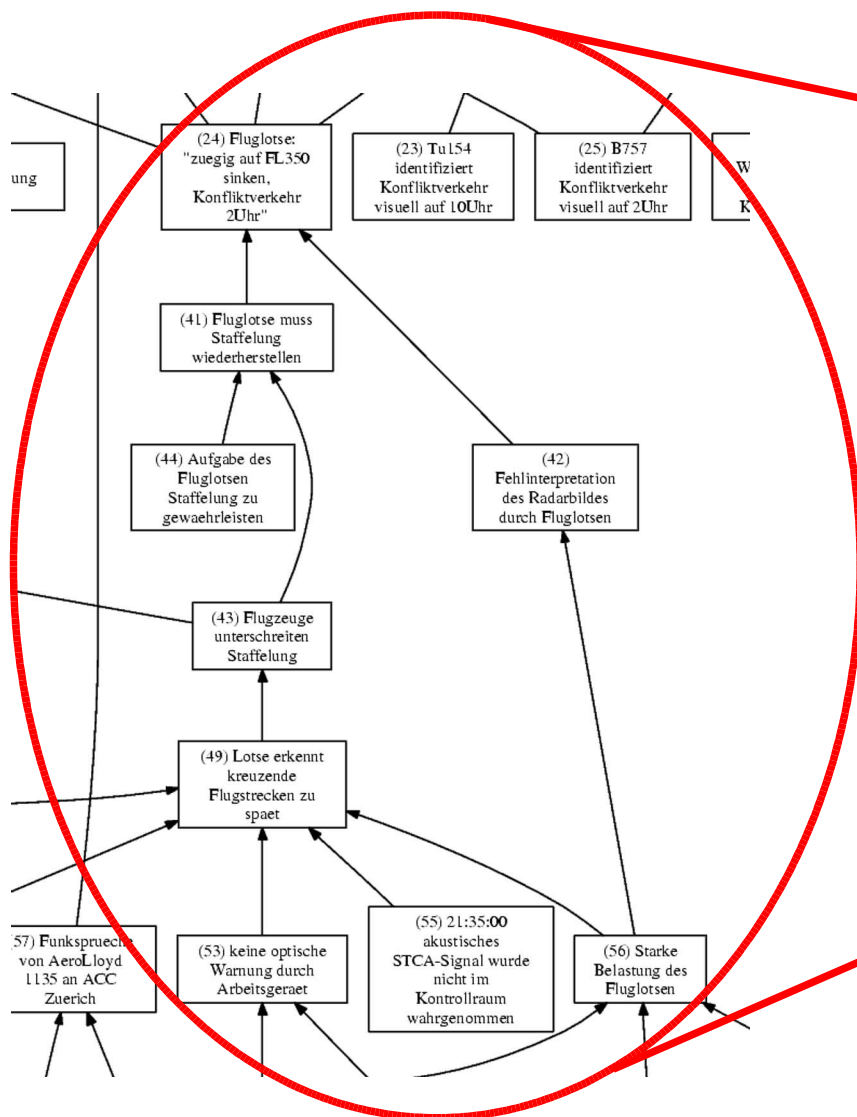 (24) Fluglotse:
"zuegig auf FL350
sinken,
Konfliktverkehr
2Uhr"
(23) Tu154
identifiziert
Konfliktverkehr
visuell auf 10Uhr
(25) B757
identifiziert
Konfliktverkehr
visuell auf 2Uhr
ung
W
K
(41) Fluglotse muss
Staffelung
wiederherstellen
(44) Aufgabe des
Fluglotsen
Staffelung zu
gewaehrleisten
(42)
Fehlinterpretation
des Radarbildes
durch Fluglotsen
(43) Flugzeuge
unterschreiten
Staffelung
(49) Lotse erkennt
kreuzende
Flugstrecken zu
spaet
57) Funksprueche
von AeroLloyd
1135 an ACC
Zuerich
(53) keine optische
Warnung durch
Arbeitsgeraet
(55) 21:35:00
akustisches
STCA-Signal wurde
nicht im
Kontrollraum
wahrgenommen
(56) Starke
Belastung des
Fluglotsen